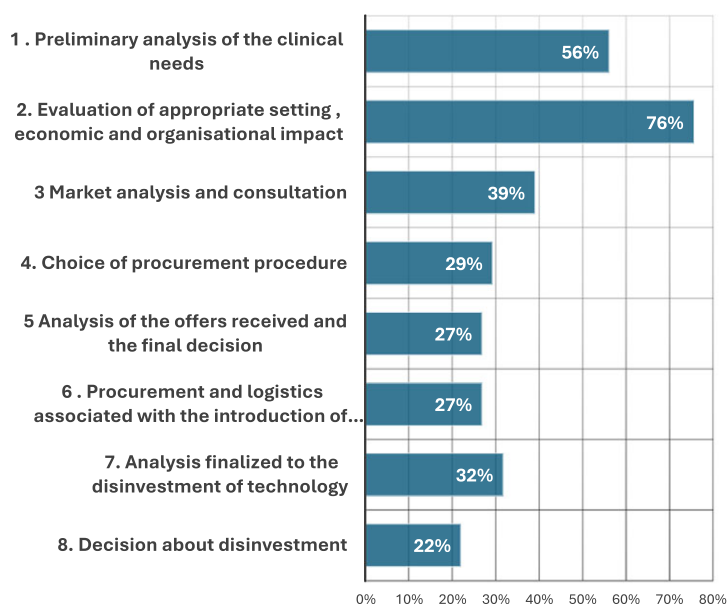 1 . Preliminary analysis of the clinical
needs
56%
2. Evaluation of appropriate setting ,
economic and organisational impact
76%
3 Market analysis and consultation
39%
4. Choice of procurement procedure
29%
5 Analysis of the offers received and
the final decision
27%
6 . Procurement and logistics
associated with the introduction of...
27%
7. Analysis finalized to the
disinvestment of technology
32%
8. Decision about disinvestment
22%
0% 10% 20% 30% 40% 50% 60% 70% 80%